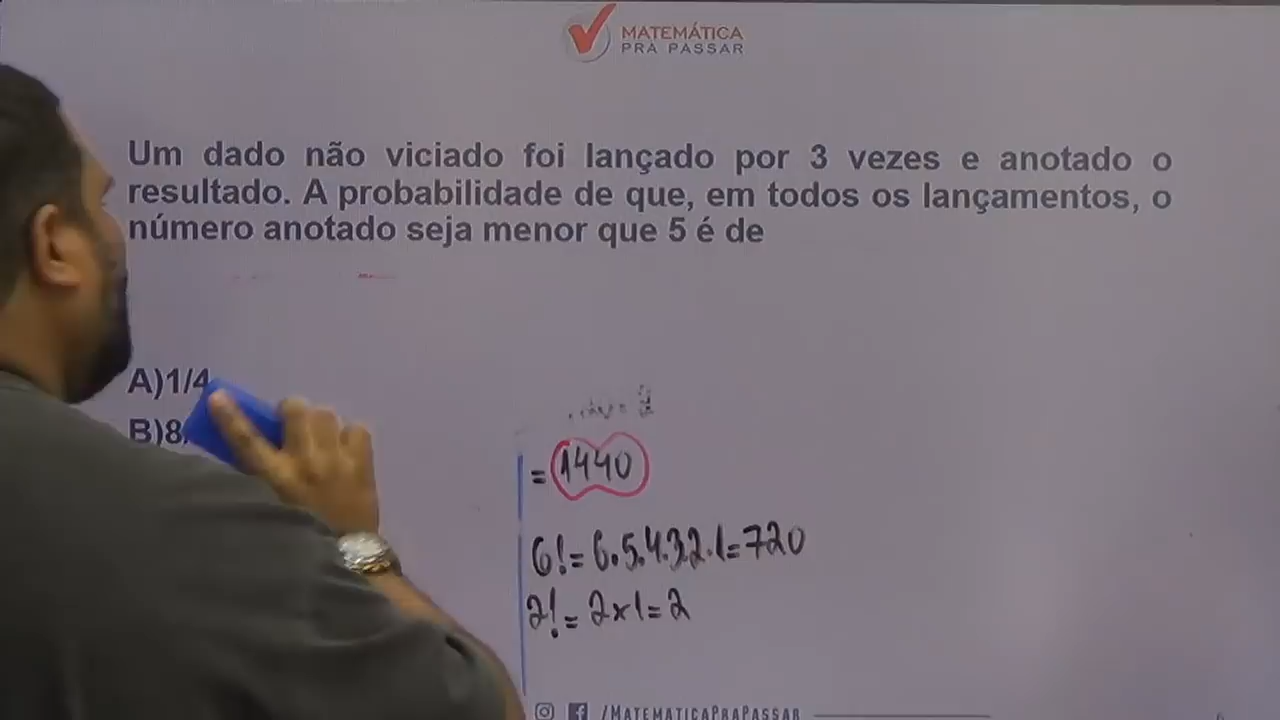 MATEMÁTICA
PRA PASSAR
Um dado não viciado foi lançado por 3 vezes e anotado o
resultado. A probabilidade de que, em todos os lançamentos, o
número anotado seja menor que 5 é de
A)1/4
B)8/
= 1440
6! = 6.5.4.3.2.1=720
2! = 2x1=2
/MATEMATICAPRAPASSAR